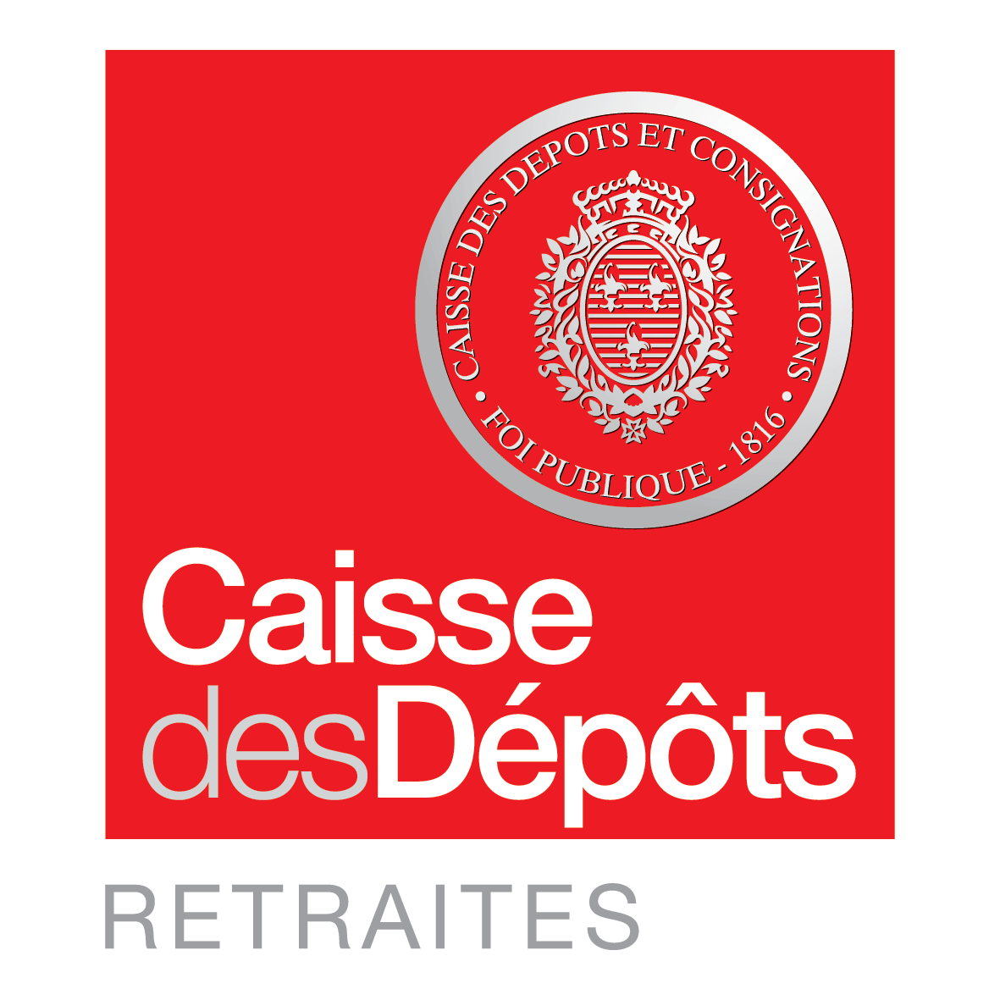 CAISSE DES DEPOTS ET CONSIGNATIONS
• FOI PUBLIQUE - 1816 •
Caisse
desDépôts
RETRAITES